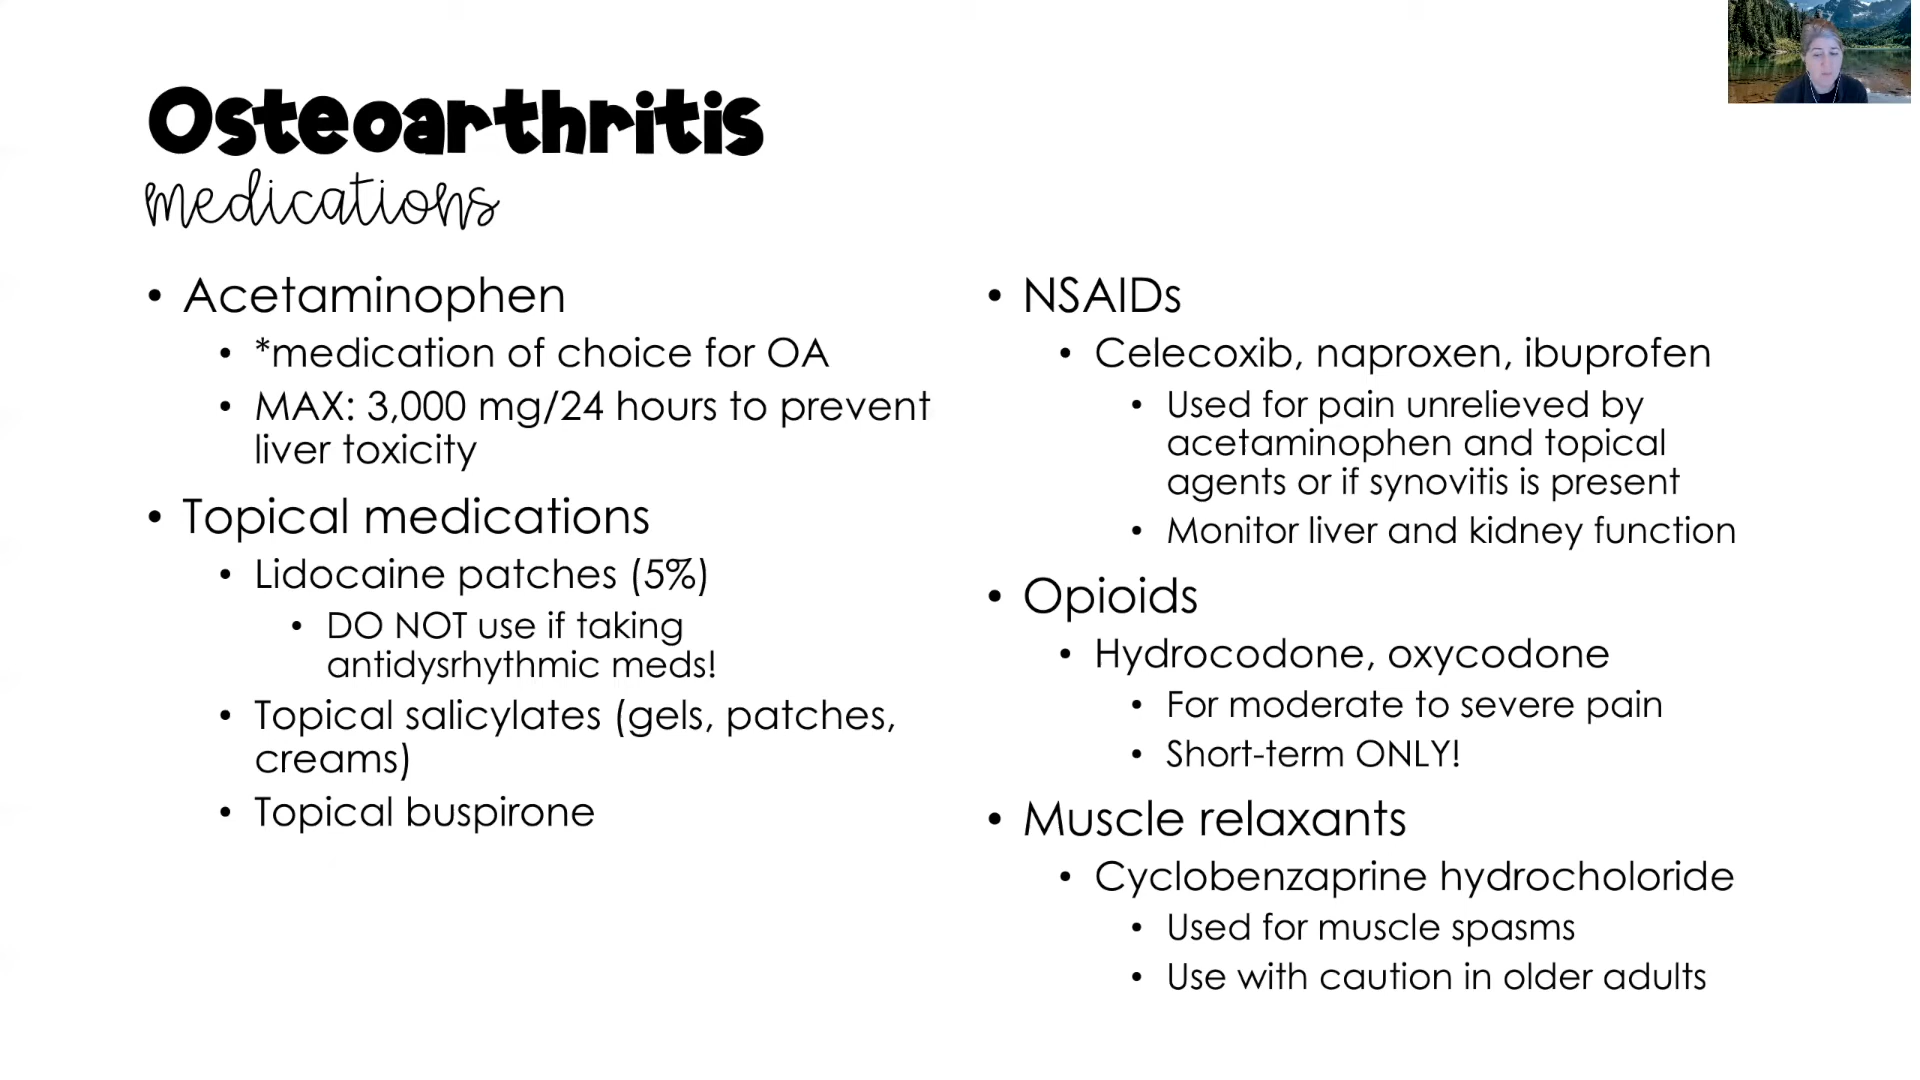 Osteoarthritis
medications
• Acetaminophen
• *medication of choice for OA
• MAX: 3,000 mg/24 hours to prevent
liver toxicity
• Topical medications
• Lidocaine patches (5%)
• DO NOT use if taking
antidysrhythmic meds!
• Topical salicylates (gels, patches,
creams)
• Topical buspirone
• NSAIDs
• Celecoxib, naproxen, ibuprofen
• Used for pain unrelieved by
acetaminophen and topical
agents or if synovitis is present
• Monitor liver and kidney function
• Opioids
• Hydrocodone, oxycodone
• For moderate to severe pain
• Short-term ONLY!
• Muscle relaxants
• Cyclobenzaprine hydrocholoride
• Used for muscle spasms
• Use with caution in older adults